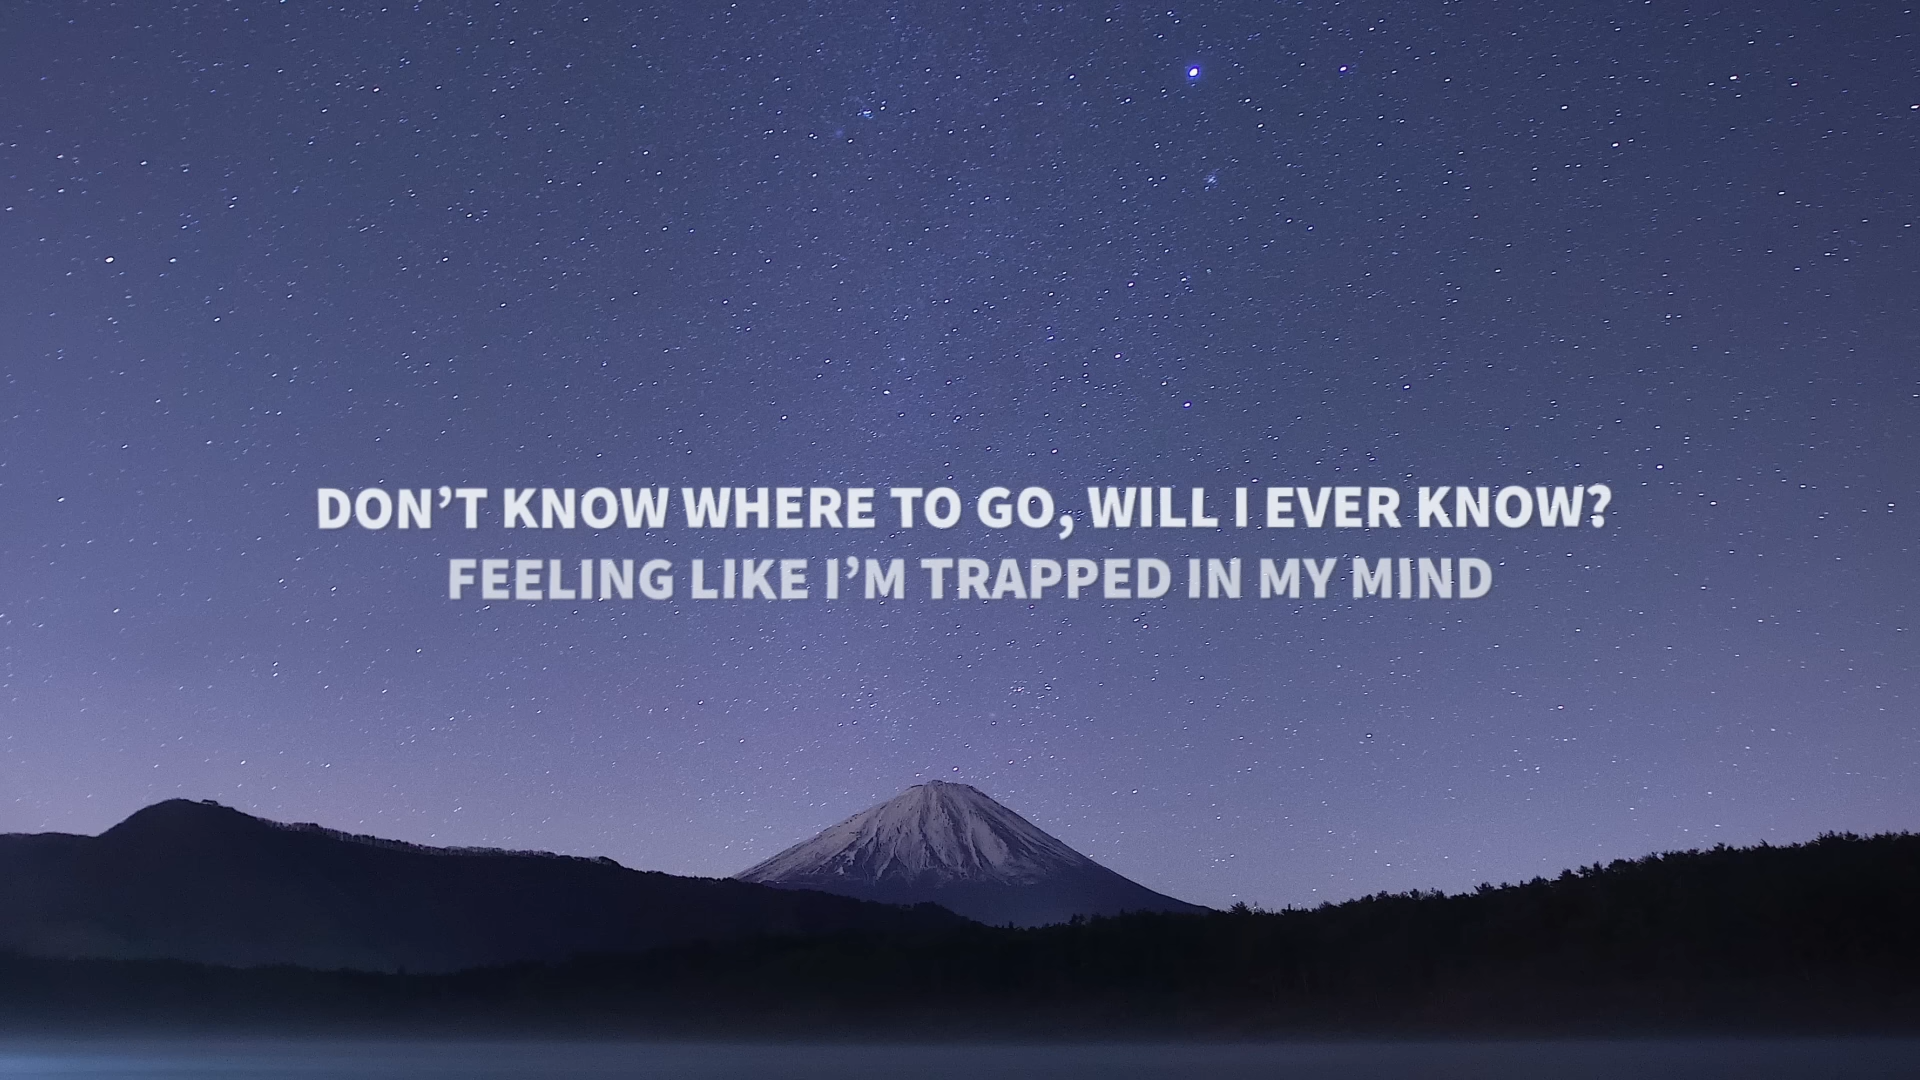 DON’T KNOW WHERE TO GO, WILL I EVER KNOW?
FEELING LIKE I’M TRAPPED IN MY MIND